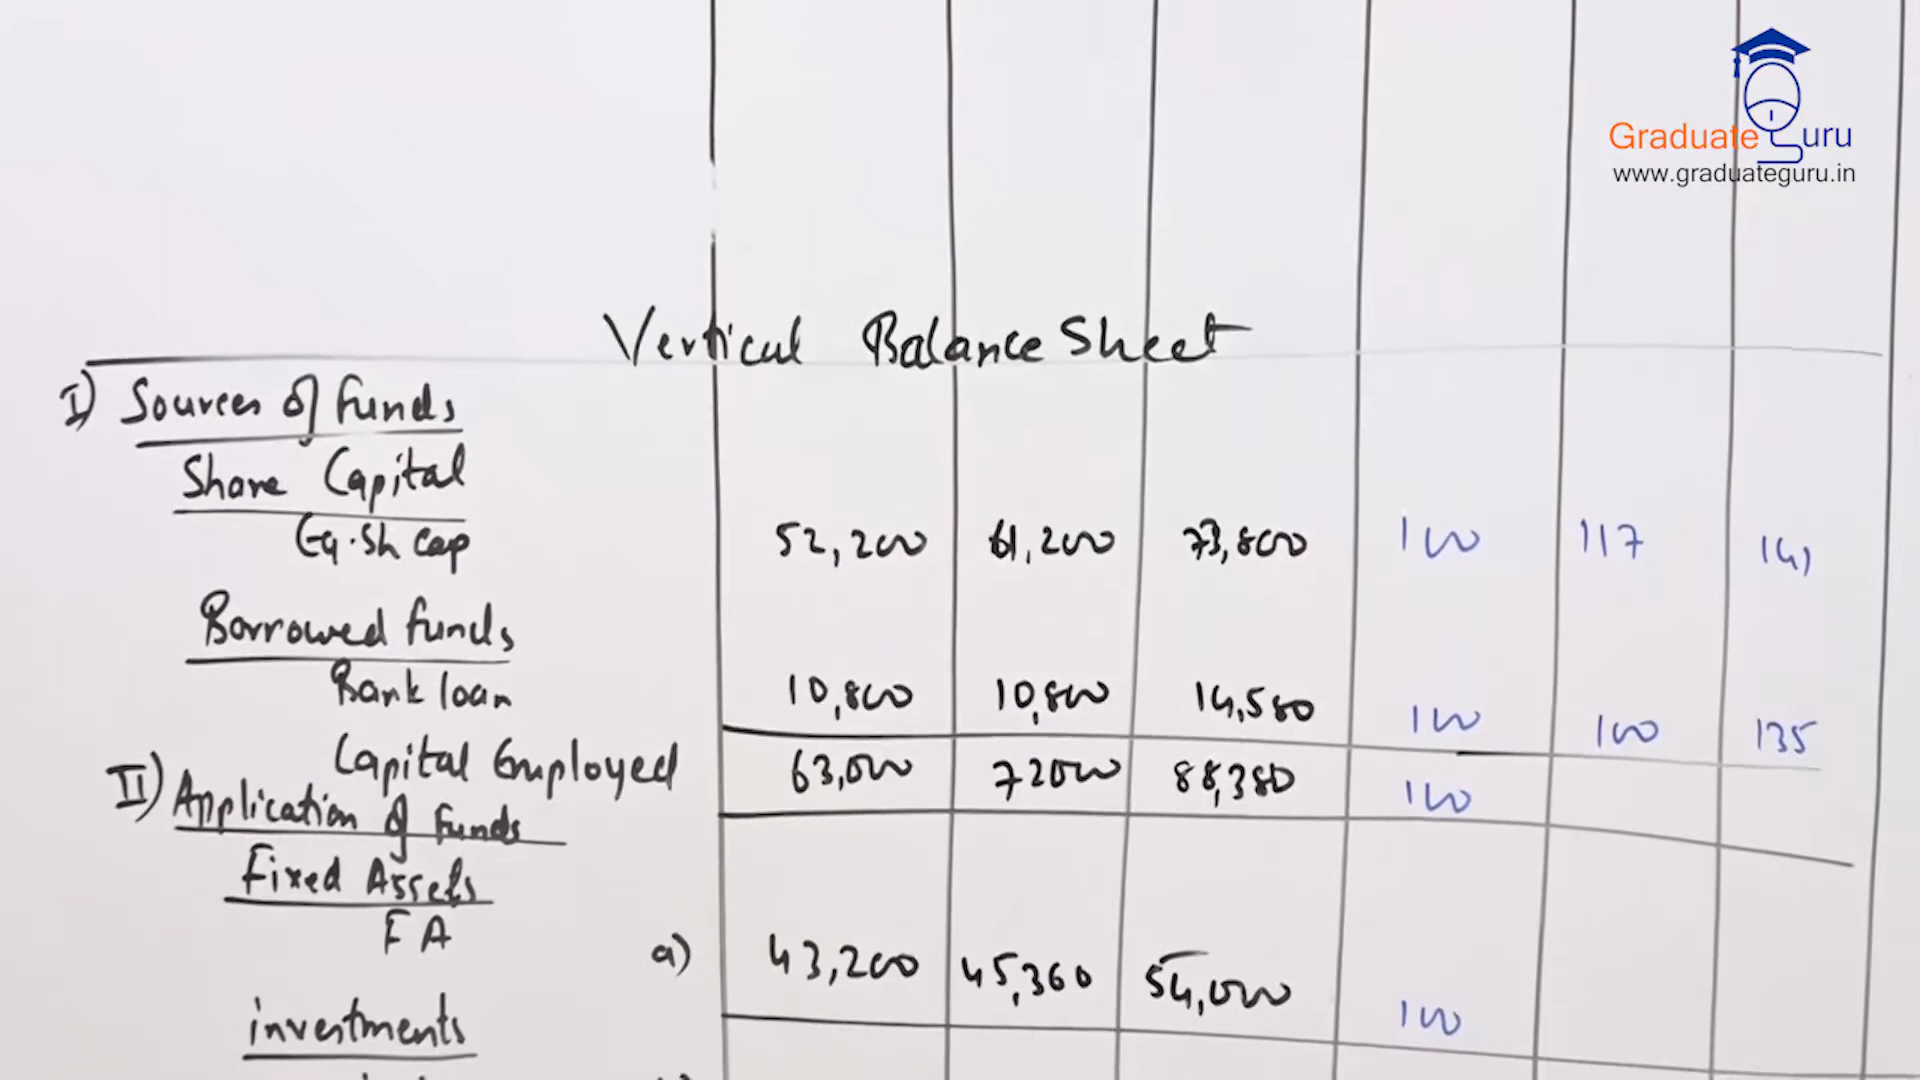 Graduate Guru
www.graduateguru.in
Vertical Balance Sheet
I) Sources of funds
Share Capital
Eq.Sh Cap 52,200 61,200 73,800 100 117 141
Borrowed funds
Bank loan 10,800 10,800 14,580 100 100 135
Capital Employed 63,000 72000 88,380 100
II) Application of funds
Fixed Assets
FA a) 43,200 45,360 54,000 100
investments